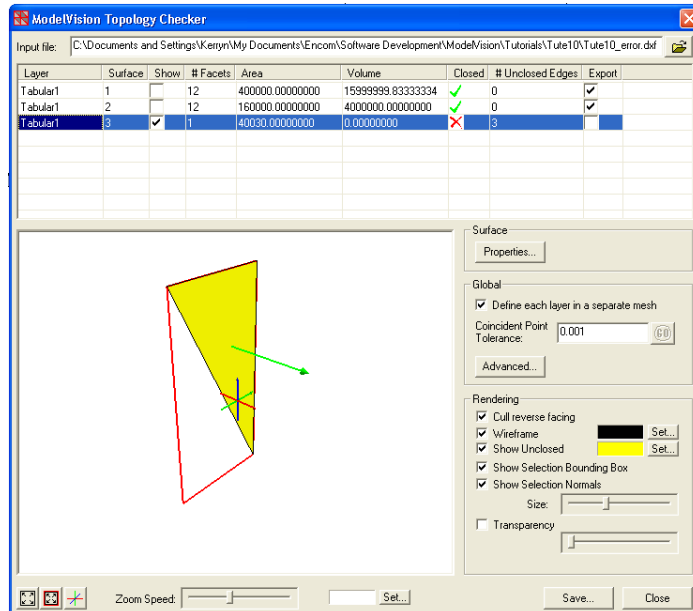 ModelVision Topology Checker
Input file: C:\Documents and Settings\Kerryn\My Documents\Encom\Software Development\ModelVision\Tutorials\Tute10\Tute10_error.dxf
Layer Surface Show # Facets Area Volume Closed # Unclosed Edges Export
Tabular1 1 12 400000.00000000 15999999.83333334 0
Tabular1 2 12 160000.00000000 4000000.00000000 0
Tabular1 3 1 40030.00000000 0.00000000 3
Surface
Properties...
Global
Define each layer in a separate mesh
Coincident Point
Tolerance: 0.001 GO
Advanced...
Rendering
Cull reverse facing
Wireframe Set...
Show Unclosed Set...
Show Selection Bounding Box
Show Selection Normals
Size:
Transparency
Zoom Speed: Set... Save... Close